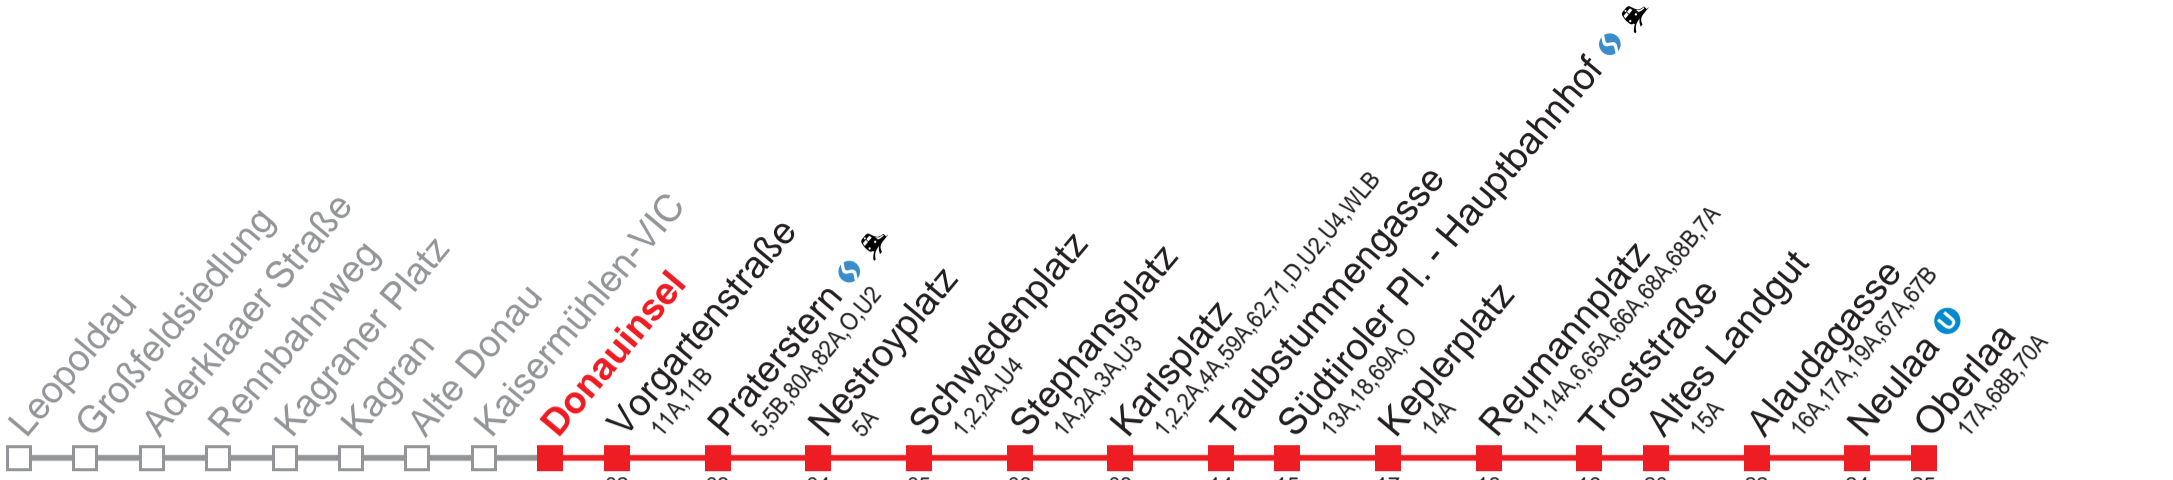 Leopoldau
Großfeldsiedlung
Aderklaaer Straße
Rennbahnweg
Kagraner Platz
Kagran
Alte Donau
Kaisermühlen-VIC
Donauinsel
Vorgartenstraße
11A,11B
Praterstern
5,5B,80A,82A,O,U2
Nestroyplatz
5A
Schwedenplatz
1,2,2A,U4
Stephansplatz
1A,2A,3A,U3
Karlsplatz
1,2,2A,4A,59A,62,71,D,U2,U4,WLB
Taubstummengasse
Südtiroler Pl. - Hauptbahnhof
13A,18,69A,O
Keplerplatz
14A
Reumannplatz
11,14A,6,65A,66A,68A,68B,7A
Troststraße
Altes Landgut
15A
Alaudagasse
16A,17A,19A,67A,67B
Neulaa U
Oberlaa
17A,68B,70A